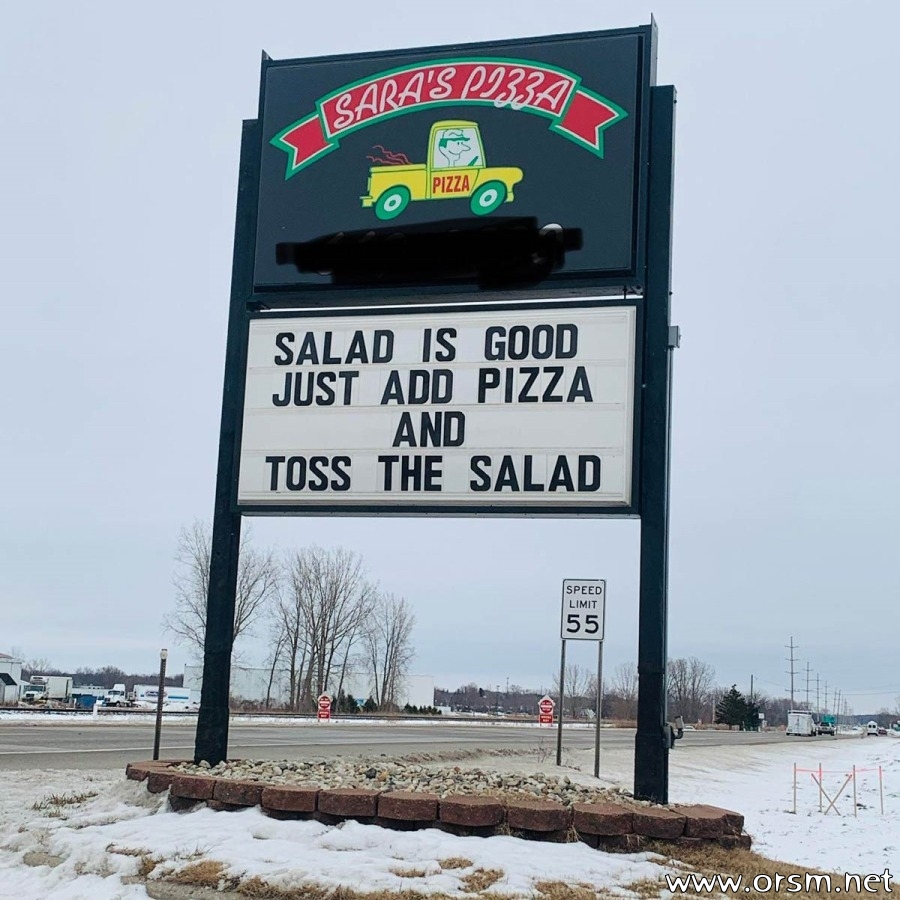 SARA'S PIZZA
PIZZA
SALAD IS GOOD
JUST ADD PIZZA
AND
TOSS THE SALAD
SPEED
LIMIT
55
www.orsm.net